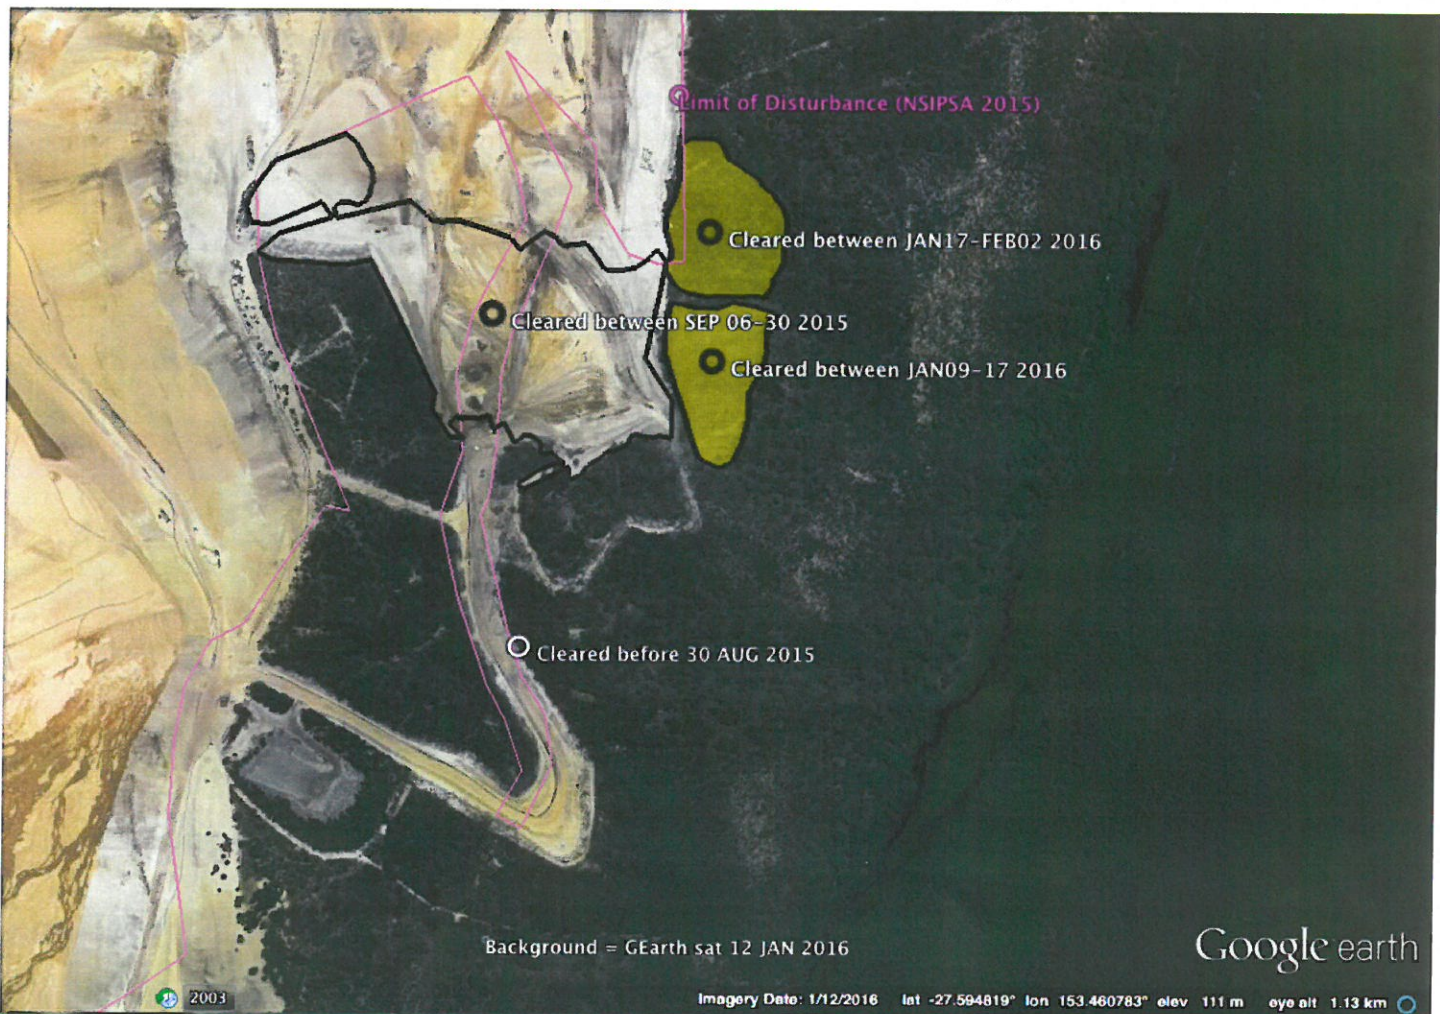 Limit of Disturbance (NSIPSA 2015)
Cleared between JAN17-FEB02 2016
Cleared between SEP 06-30 2015
Cleared between JAN09-17 2016
Cleared before 30 AUG 2015
Background = GEarth sat 12 JAN 2016
Google earth
2003
Imagery Date: 1/12/2016 lat -27.594819° lon 153.460783° elev 111 m eye alt 1.13 km